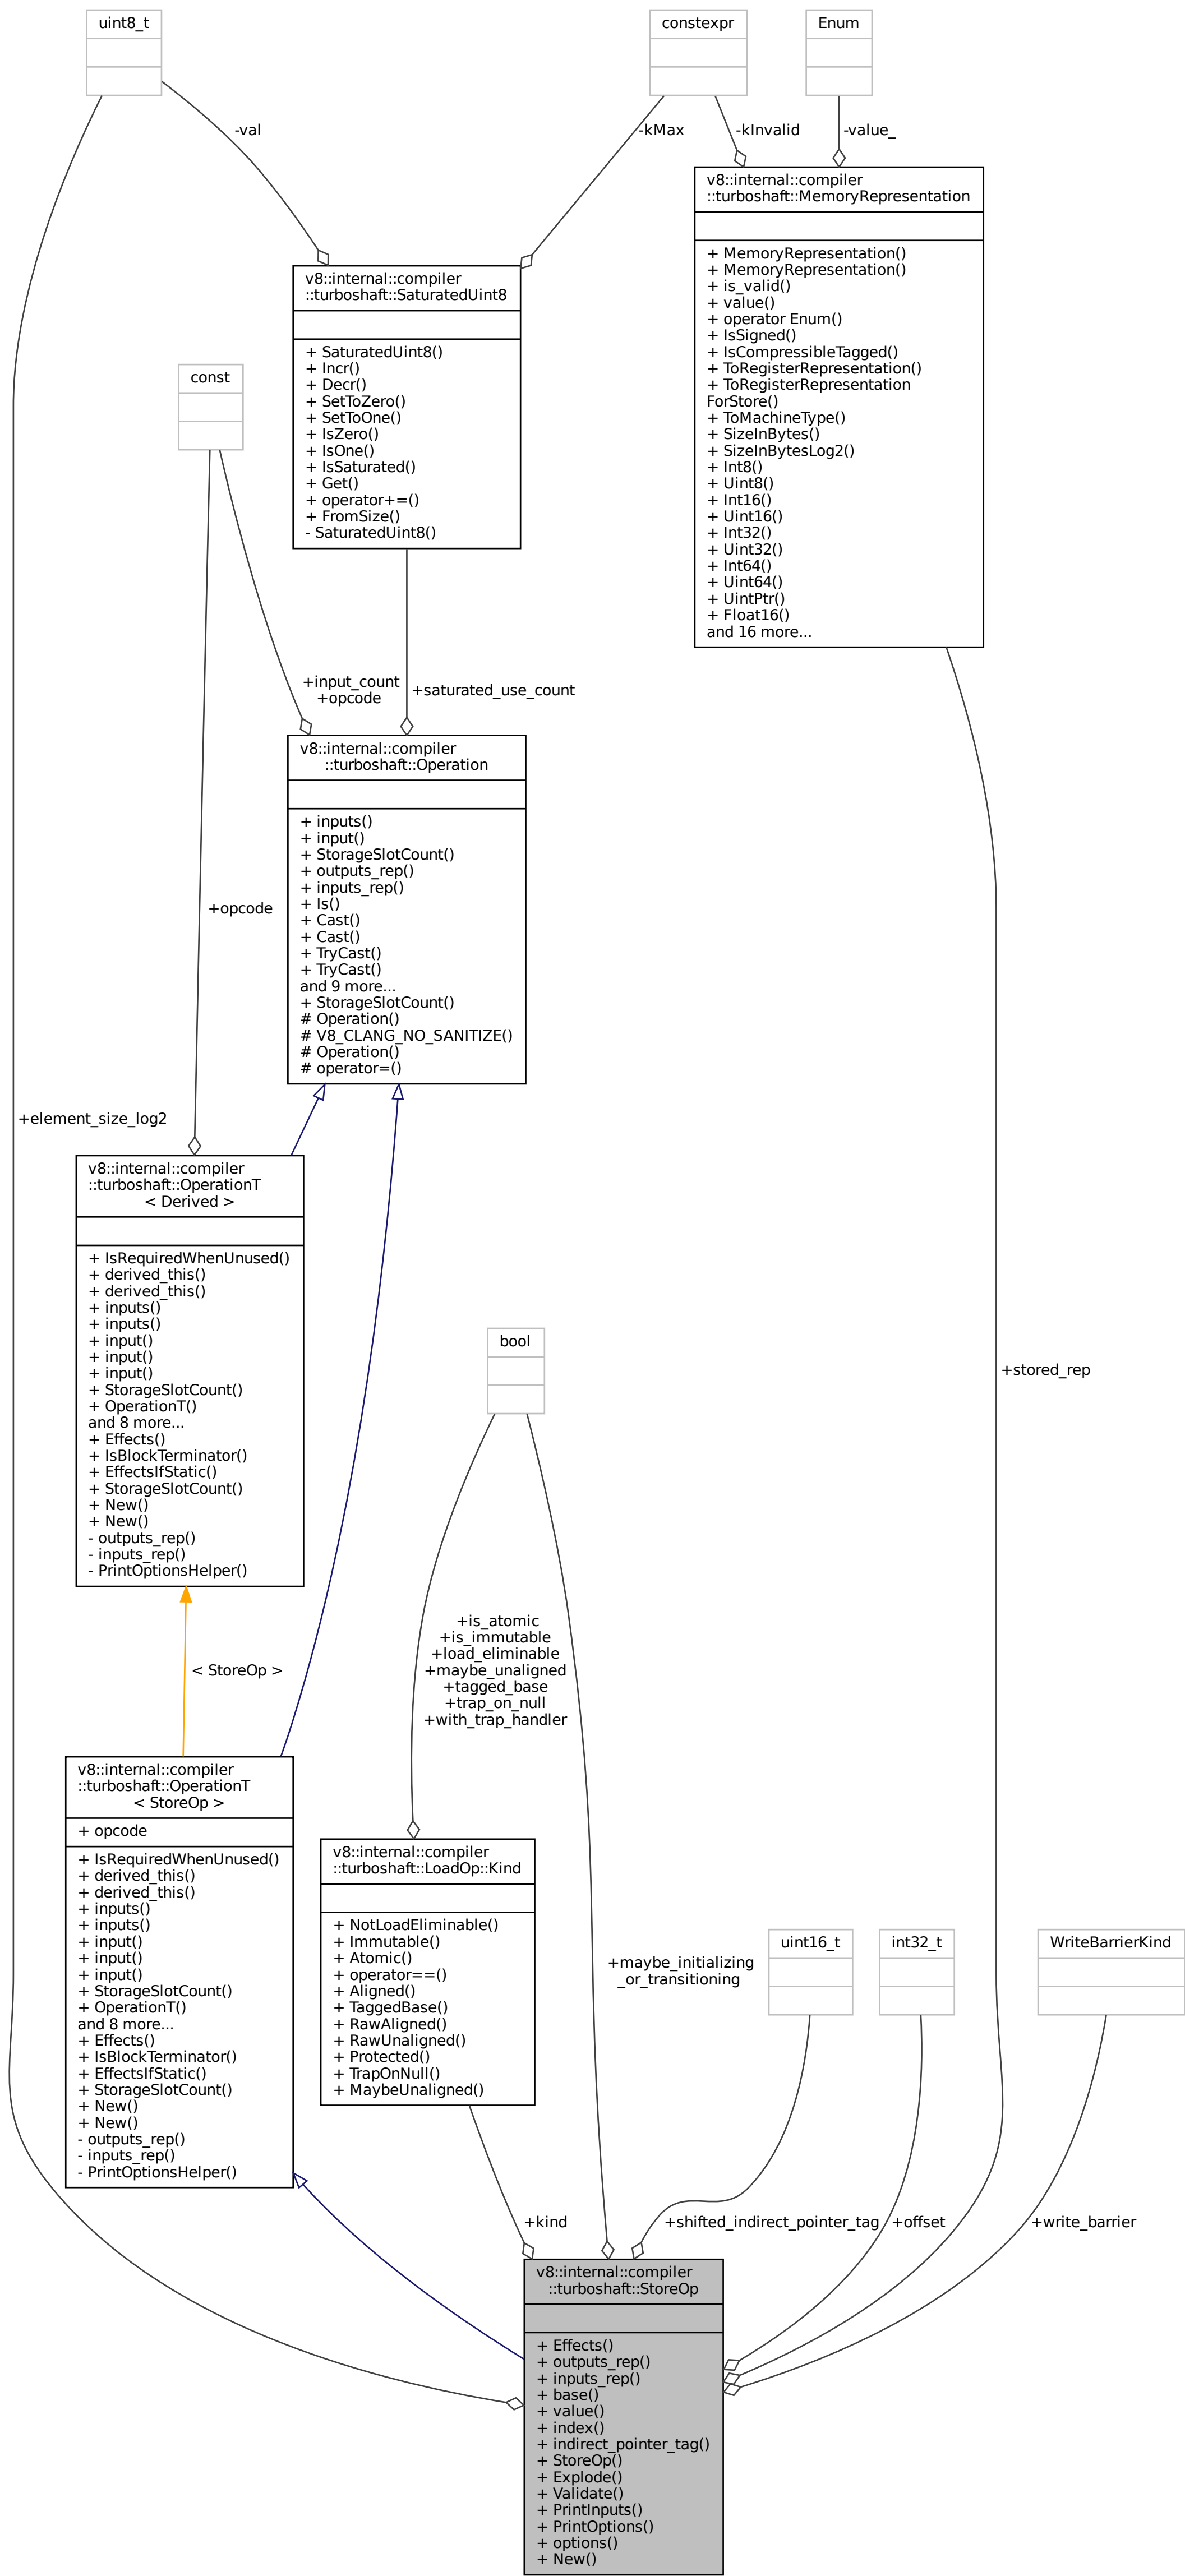 uint8_t
constexpr
Enum
-val
-kMax
-kInvalid
-value_
v8::internal::compiler
::turboshaft::MemoryRepresentation
+ MemoryRepresentation()
+ MemoryRepresentation()
+ is_valid()
+ value()
+ operator Enum()
+ IsSigned()
+ IsCompressibleTagged()
+ ToRegisterRepresentation()
+ ToRegisterRepresentation
ForStore()
+ ToMachineType()
+ SizeInBytes()
+ SizeInBytesLog2()
+ Int8()
+ Uint8()
+ Int16()
+ Uint16()
+ Int32()
+ Uint32()
+ Int64()
+ Uint64()
+ UintPtr()
+ Float16()
and 16 more...
v8::internal::compiler
::turboshaft::SaturatedUint8
+ SaturatedUint8()
+ Incr()
+ Decr()
+ SetToZero()
+ SetToOne()
+ IsZero()
+ IsOne()
+ IsSaturated()
+ Get()
+ operator+=()
+ FromSize()
- SaturatedUint8()
const
+input_count
+opcode
+saturated_use_count
v8::internal::compiler
::turboshaft::Operation
+ inputs()
+ input()
+ StorageSlotCount()
+ outputs_rep()
+ inputs_rep()
+ Is()
+ Cast()
+ Cast()
+ TryCast()
+ TryCast()
and 9 more...
+ StorageSlotCount()
# Operation()
# V8_CLANG_NO_SANITIZE()
# Operation()
# operator=()
+opcode
+element_size_log2
v8::internal::compiler
::turboshaft::OperationT
< Derived >
+ IsRequiredWhenUnused()
+ derived_this()
+ derived_this()
+ inputs()
+ inputs()
+ input()
+ input()
+ input()
+ StorageSlotCount()
+ OperationT()
and 8 more...
+ Effects()
+ IsBlockTerminator()
+ EffectsIfStatic()
+ StorageSlotCount()
+ New()
+ New()
- outputs_rep()
- inputs_rep()
- PrintOptionsHelper()
bool
+stored_rep
+is_atomic
+is_immutable
+load_eliminable
+maybe_unaligned
+tagged_base
+trap_on_null
+with_trap_handler
< StoreOp >
v8::internal::compiler
::turboshaft::OperationT
< StoreOp >
+ opcode
+ IsRequiredWhenUnused()
+ derived_this()
+ derived_this()
+ inputs()
+ inputs()
+ input()
+ input()
+ input()
+ StorageSlotCount()
+ OperationT()
and 8 more...
+ Effects()
+ IsBlockTerminator()
+ EffectsIfStatic()
+ StorageSlotCount()
+ New()
+ New()
- outputs_rep()
- inputs_rep()
- PrintOptionsHelper()
v8::internal::compiler
::turboshaft::LoadOp::Kind
+ NotLoadEliminable()
+ Immutable()
+ Atomic()
+ operator==()
+ Aligned()
+ TaggedBase()
+ RawAligned()
+ RawUnaligned()
+ Protected()
+ TrapOnNull()
+ MaybeUnaligned()
+maybe_initializing
_or_transitioning
uint16_t
int32_t
WriteBarrierKind
+kind
+shifted_indirect_pointer_tag
+offset
+write_barrier
v8::internal::compiler
::turboshaft::StoreOp
+ Effects()
+ outputs_rep()
+ inputs_rep()
+ base()
+ value()
+ index()
+ indirect_pointer_tag()
+ StoreOp()
+ Explode()
+ Validate()
+ PrintInputs()
+ PrintOptions()
+ options()
+ New()